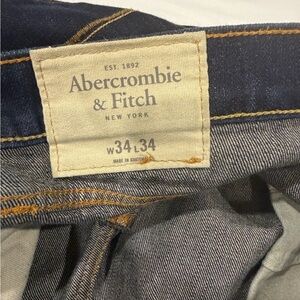 EST. 1892
Abercrombie
& Fitch
NEW YORK
W34 L34
MADE IN